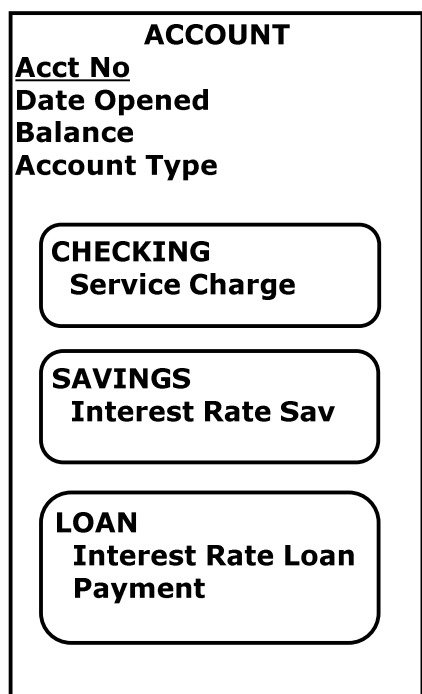 ACCOUNT
Acct No
Date Opened
Balance
Account Type
CHECKING
Service Charge
SAVINGS
Interest Rate Sav
LOAN
Interest Rate Loan
Payment